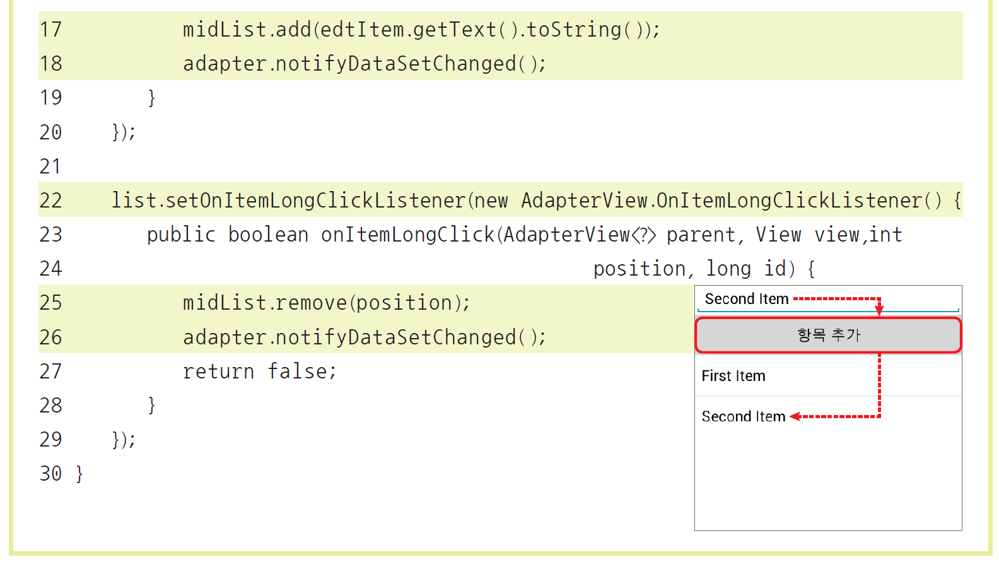 17 midList.add(edtItem.getText().toString());
18 adapter.notifyDataSetChanged();
19 }
20 });
21
22 list.setOnItemLongClickListener(new AdapterView.OnItemLongClickListener() {
23 public boolean onItemLongClick(AdapterView<?> parent, View view,int
24 position, long id) {
25 midList.remove(position);
26 adapter.notifyDataSetChanged();
27 return false;
28 }
29 });
30 }
Second Item
항목 추가
First Item
Second Item